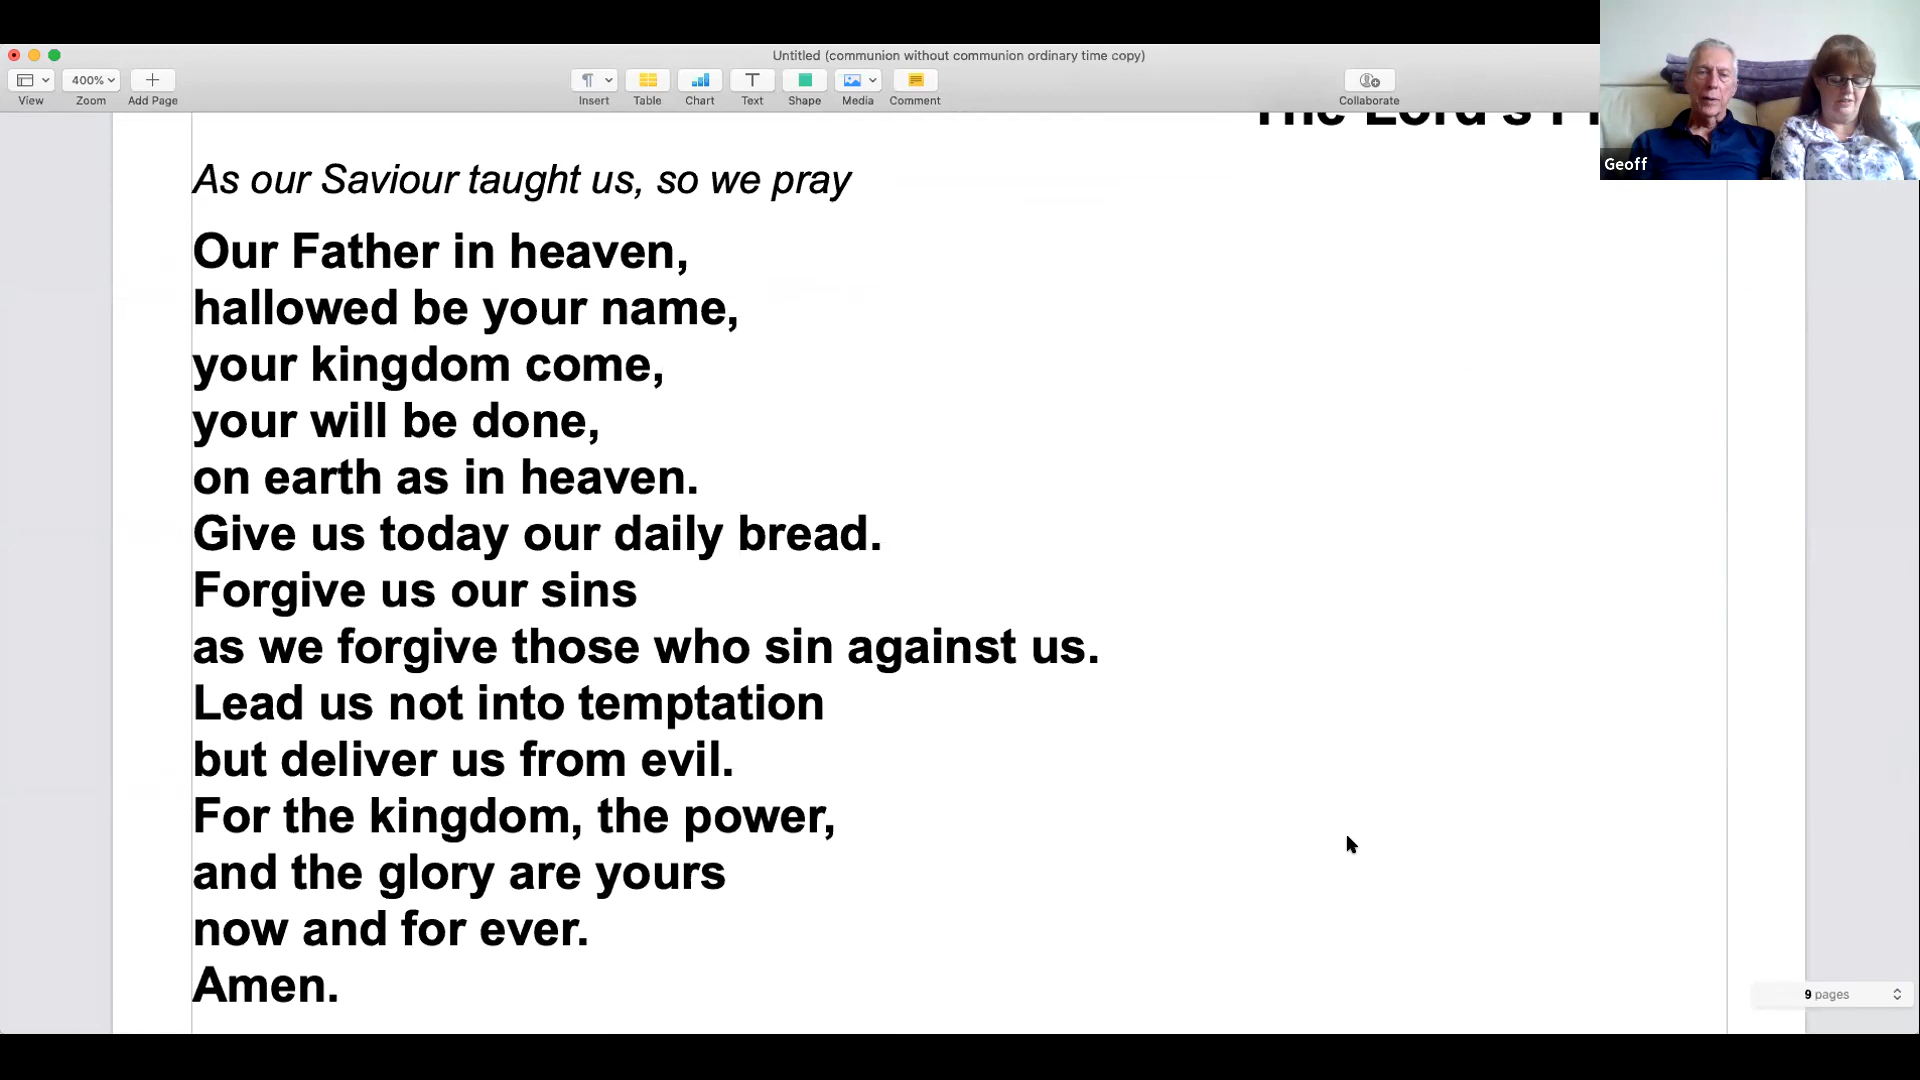 Untitled (communion without communion ordinary time copy)
400%
View
Zoom
Add Page
Insert
Table
Chart
Text
Shape
Media
Comment
Collaborate
Geoff
The Lord's
As our Saviour taught us, so we pray
Our Father in heaven,
hallowed be your name,
your kingdom come,
your will be done,
on earth as in heaven.
Give us today our daily bread.
Forgive us our sins
as we forgive those who sin against us.
Lead us not into temptation
but deliver us from evil.
For the kingdom, the power,
and the glory are yours
now and for ever.
Amen.
9 pages